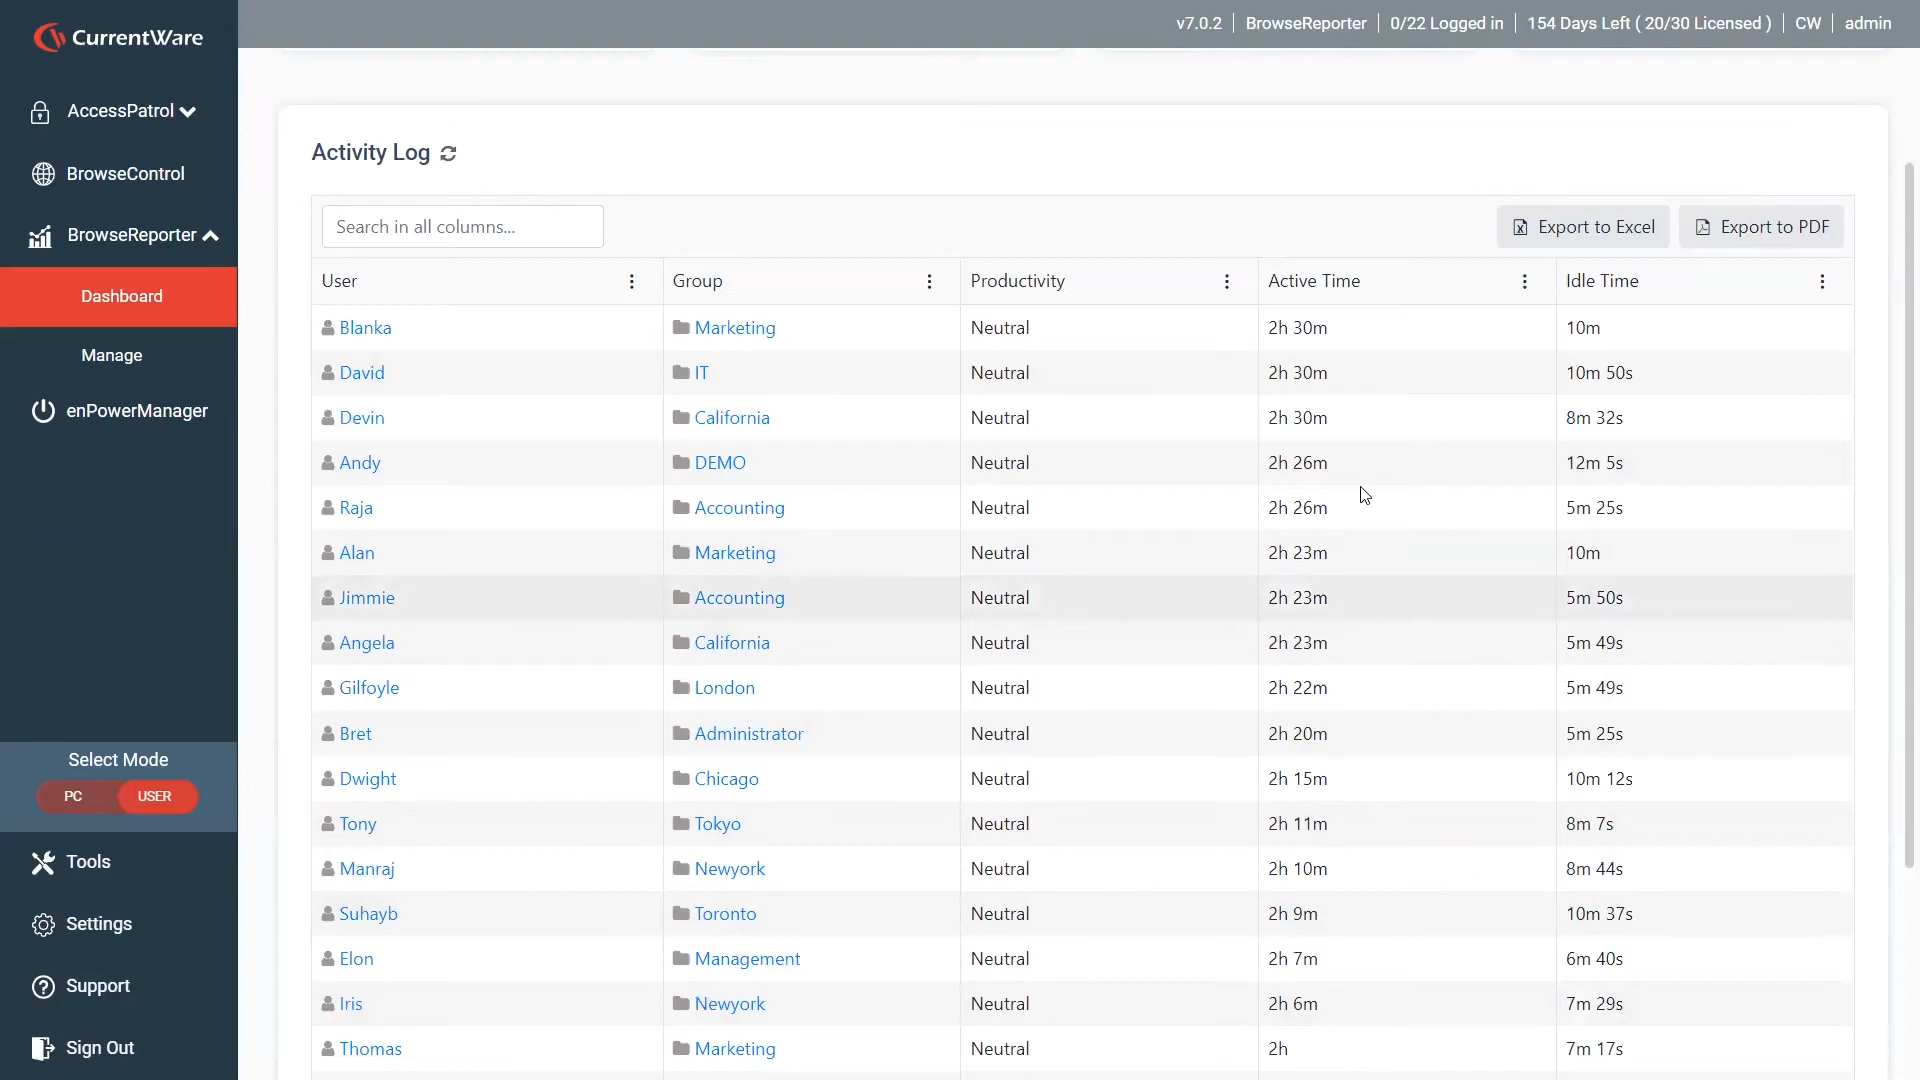 CurrentWare
v7.0.2 BrowseReporter 0/22 Logged in 154 Days Left ( 20/30 Licensed ) CW admin
AccessPatrol
BrowseControl
BrowseReporter
Dashboard
Manage
enPowerManager
Select Mode
PC USER
Tools
Settings
Support
Sign Out
Activity Log
Search in all columns...
Export to Excel Export to PDF
User Group Productivity Active Time Idle Time
Blanka Marketing Neutral 2h 30m 10m
David IT Neutral 2h 30m 10m 50s
Devin California Neutral 2h 30m 8m 32s
Andy DEMO Neutral 2h 26m 12m 5s
Raja Accounting Neutral 2h 26m 5m 25s
Alan Marketing Neutral 2h 23m 10m
Jimmie Accounting Neutral 2h 23m 5m 50s
Angela California Neutral 2h 23m 5m 49s
Gilfoyle London Neutral 2h 22m 5m 49s
Bret Administrator Neutral 2h 20m 5m 25s
Dwight Chicago Neutral 2h 15m 10m 12s
Tony Tokyo Neutral 2h 11m 8m 7s
Manraj Newyork Neutral 2h 10m 8m 44s
Suhayb Toronto Neutral 2h 9m 10m 37s
Elon Management Neutral 2h 7m 6m 40s
Iris Newyork Neutral 2h 6m 7m 29s
Thomas Marketing Neutral 2h 7m 17s